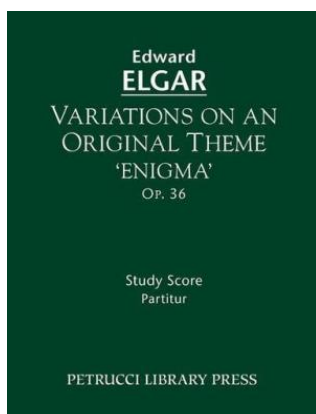 Edward
ELGAR
VARIATIONS ON AN
ORIGINAL THEME
'ENIGMA'
OP. 36
Study Score
Partitur
PETRUCCI LIBRARY PRESS